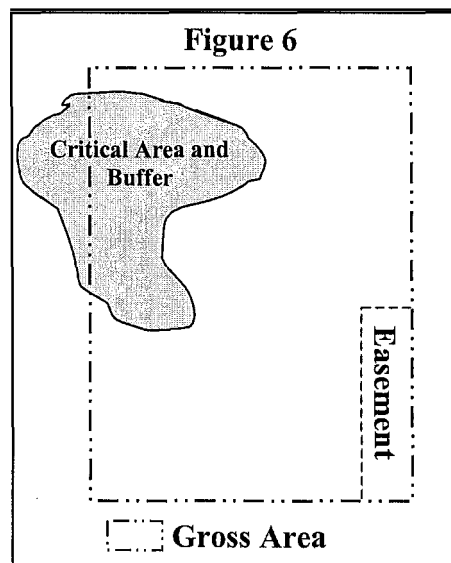 Figure 6
Critical Area and
Buffer
Easement
Gross Area